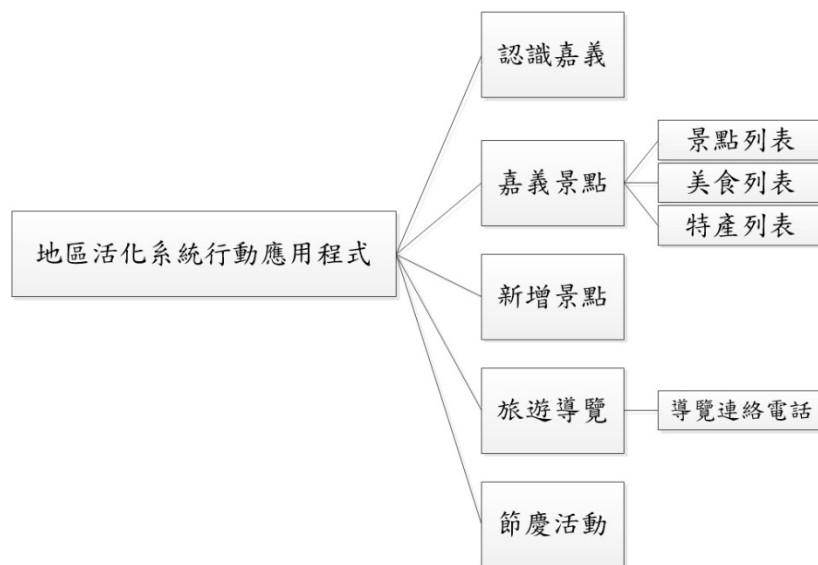 地區活化系統行動應用程式
認識嘉義
嘉義景點
景點列表
美食列表
特產列表
新增景點
旅遊導覽
導覽連絡電話
節慶活動